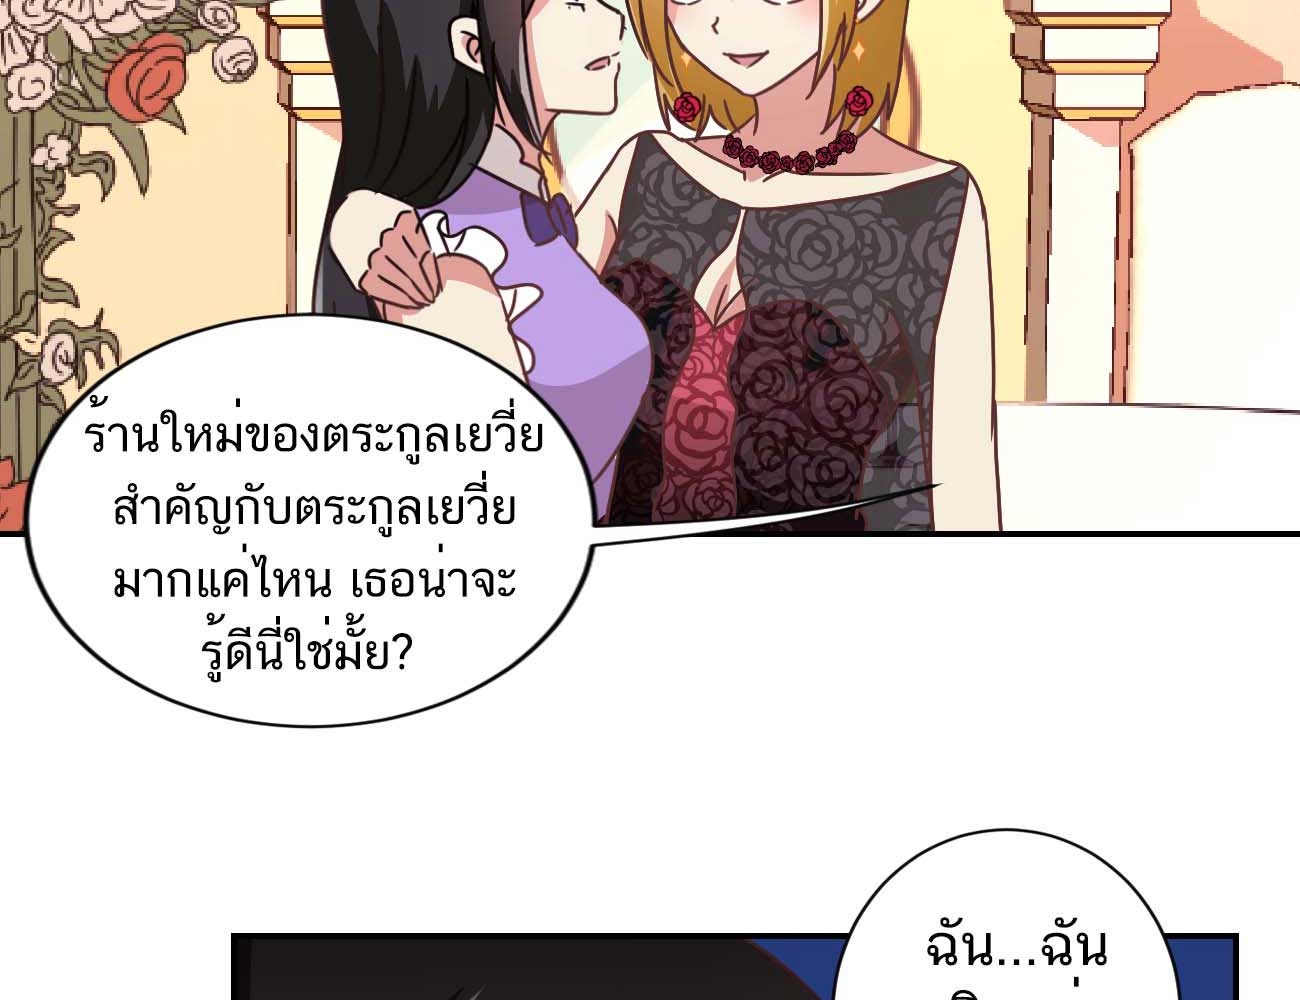 ร้านใหม่ของตระกูลเยวี่ย
สำคัญกับตระกูลเยวี่ย
มากแค่ไหน เธอน่าจะ
รู้ดีนี่ใช่มั้ย?
ฉัน...ฉัน